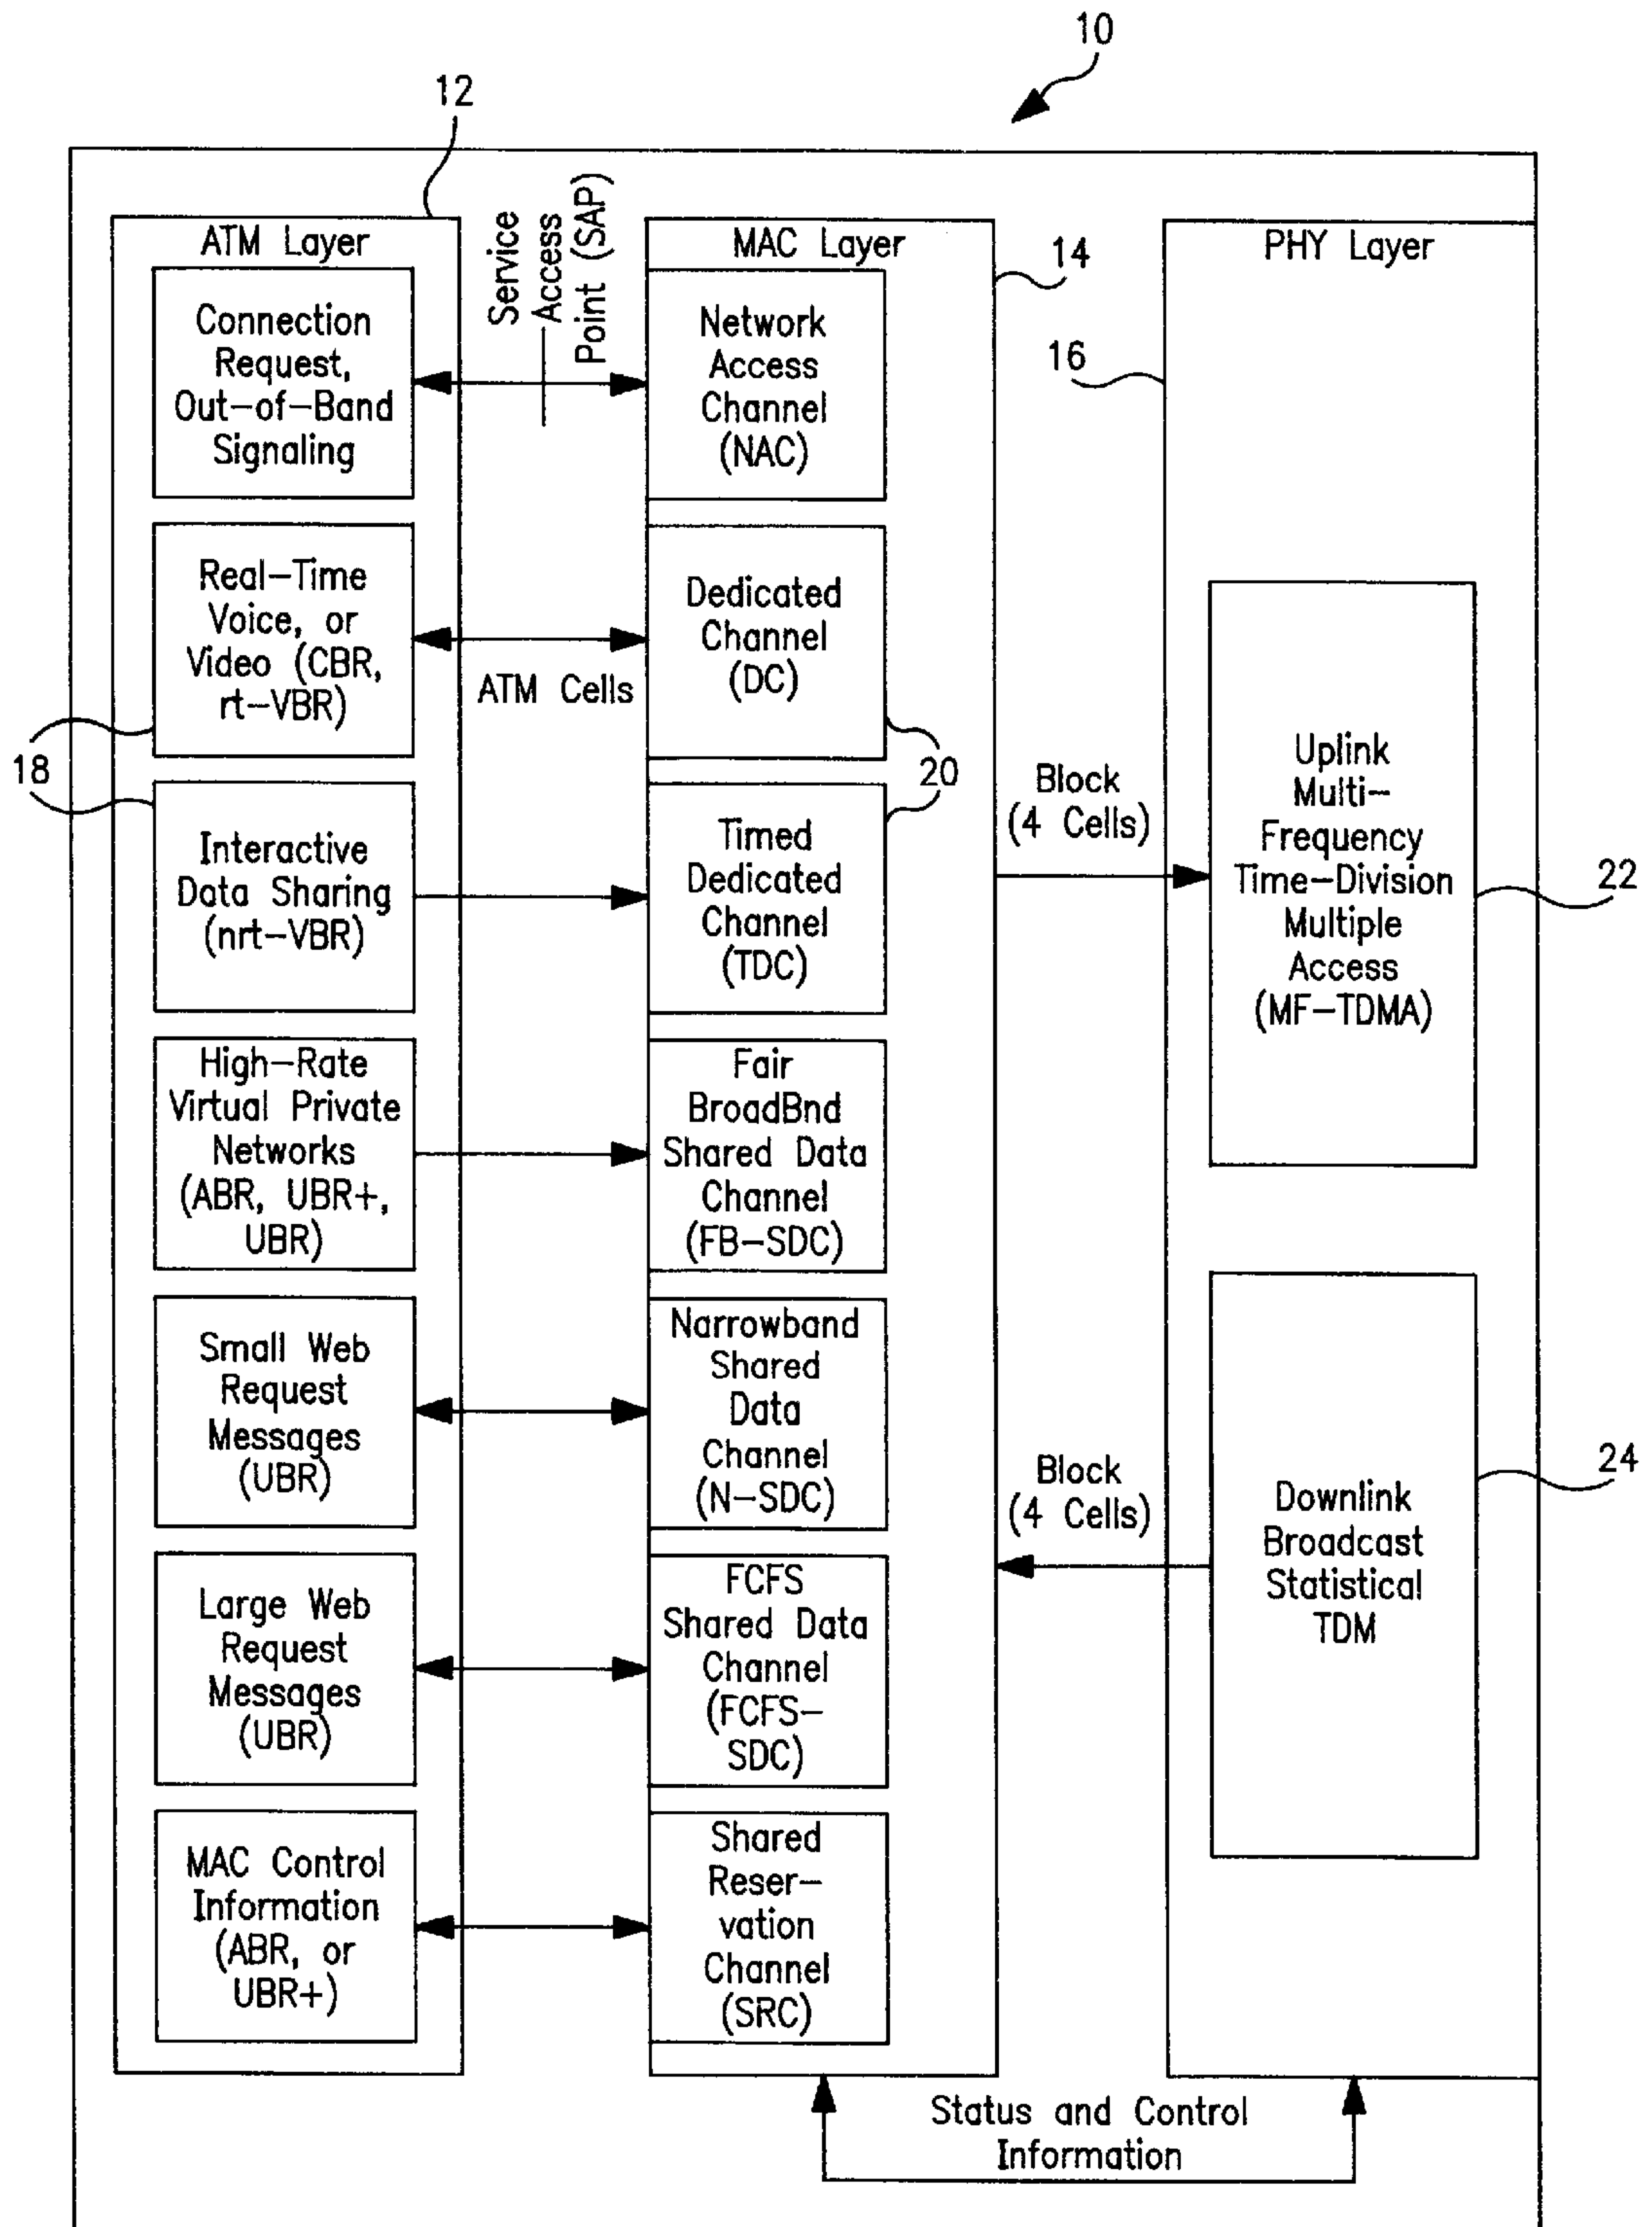 10
12
Service
Access
Point (SAP)
ATM Layer
MAC Layer
14
PHY Layer
16
Connection
Request,
Out-of-Band
Signaling
Network
Access
Channel
(NAC)
Real-Time
Voice, or
Video (CBR,
rt-VBR)
ATM Cells
Dedicated
Channel
(DC)
18
20
Interactive
Data Sharing
(nrt-VBR)
Timed
Dedicated
Channel
(TDC)
Block
(4 Cells)
Uplink
Multi-
Frequency
Time-Division
Multiple
Access
(MF-TDMA)
22
High-Rate
Virtual Private
Networks
(ABR, UBR+,
UBR)
Fair
BroadBnd
Shared Data
Channel
(FB-SDC)
Small Web
Request
Messages
(UBR)
Narrowband
Shared
Data
Channel
(N-SDC)
Block
(4 Cells)
Downlink
Broadcast
Statistical
TDM
24
Large Web
Request
Messages
(UBR)
FCFS
Shared Data
Channel
(FCFS-
SDC)
MAC Control
Information
(ABR, or
UBR+)
Shared
Reser-
vation
Channel
(SRC)
Status and Control
Information